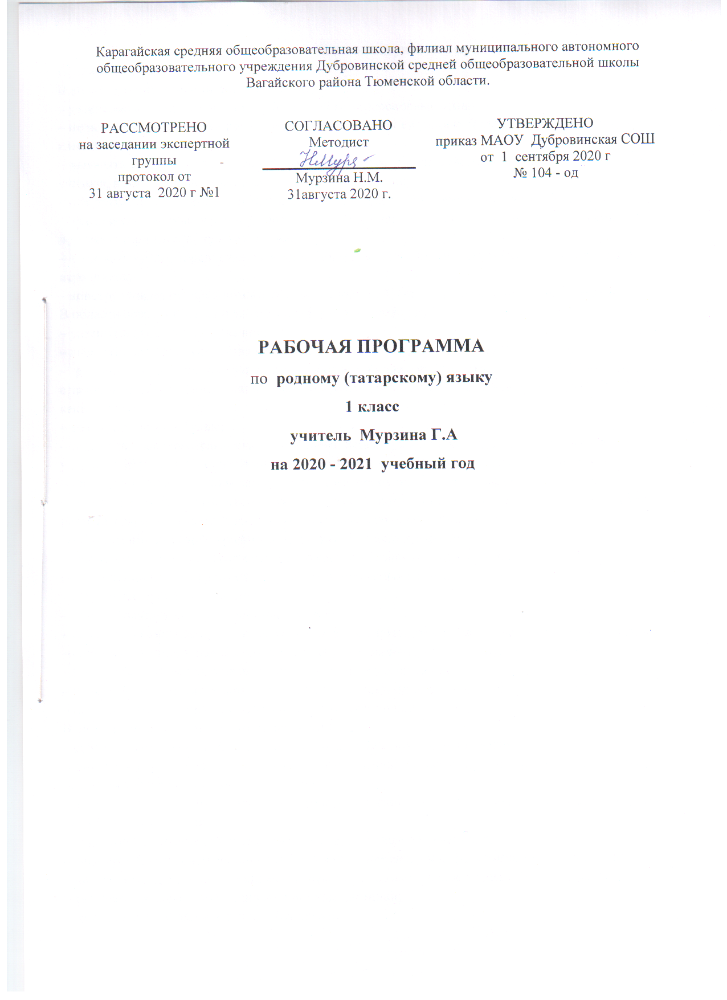 Карагайская средняя общеобразовательная школа, филиал муниципального автономного
общеобразовательного учреждения Дубровинской средней общеобразовательной школы
Вагайского района Тюменской области.
РАССМОТРЕНО
на заседании экспертной
группы
протокол от
31 августа 2020 г №1
СОГЛАСОВАНО
Методист
Мурзина Н.М.
31августа 2020 г.
УТВЕРЖДЕНО
приказ МАОУ Дубровинская СОШ
от 1 сентября 2020 г
№ 104 - од
РАБОЧАЯ ПРОГРАММА
по родному (татарскому) языку
1 класс
учитель Мурзина Г.А
на 2020 - 2021 учебный год